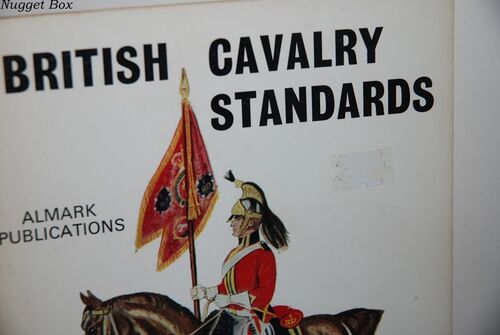 Nugget Box
BRITISH CAVALRY
STANDARDS
ALMARK
PUBLICATIONS